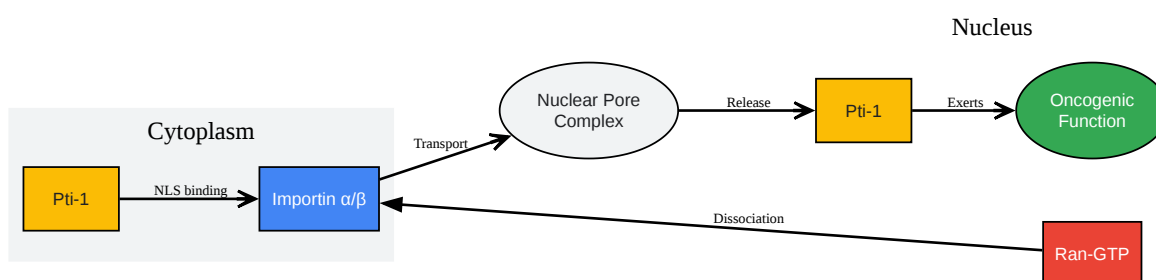 Nucleus
Cytoplasm
Pti-1
NLS binding
Importin α/β
Transport
Nuclear Pore
Complex
Release
Pti-1
Exerts
Oncogenic
Function
Dissociation
Ran-GTP